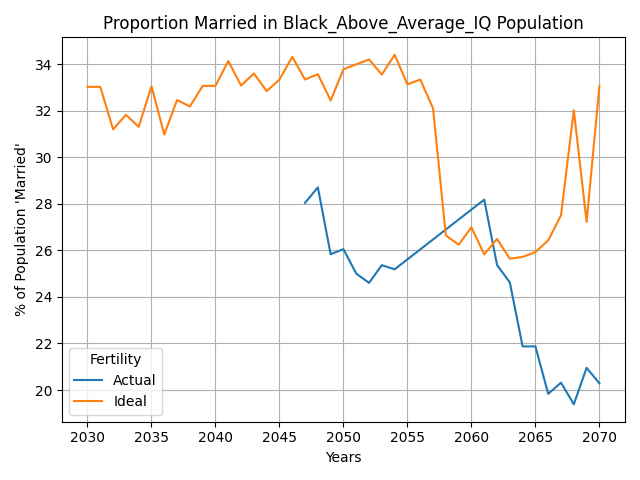 Proportion Married in Black_Above_Average_IQ Population
% of Population 'Married'
34
32
30
28
26
24
22
20
Fertility
Actual
Ideal
2030 2035 2040 2045 2050 2055 2060 2065 2070
Years